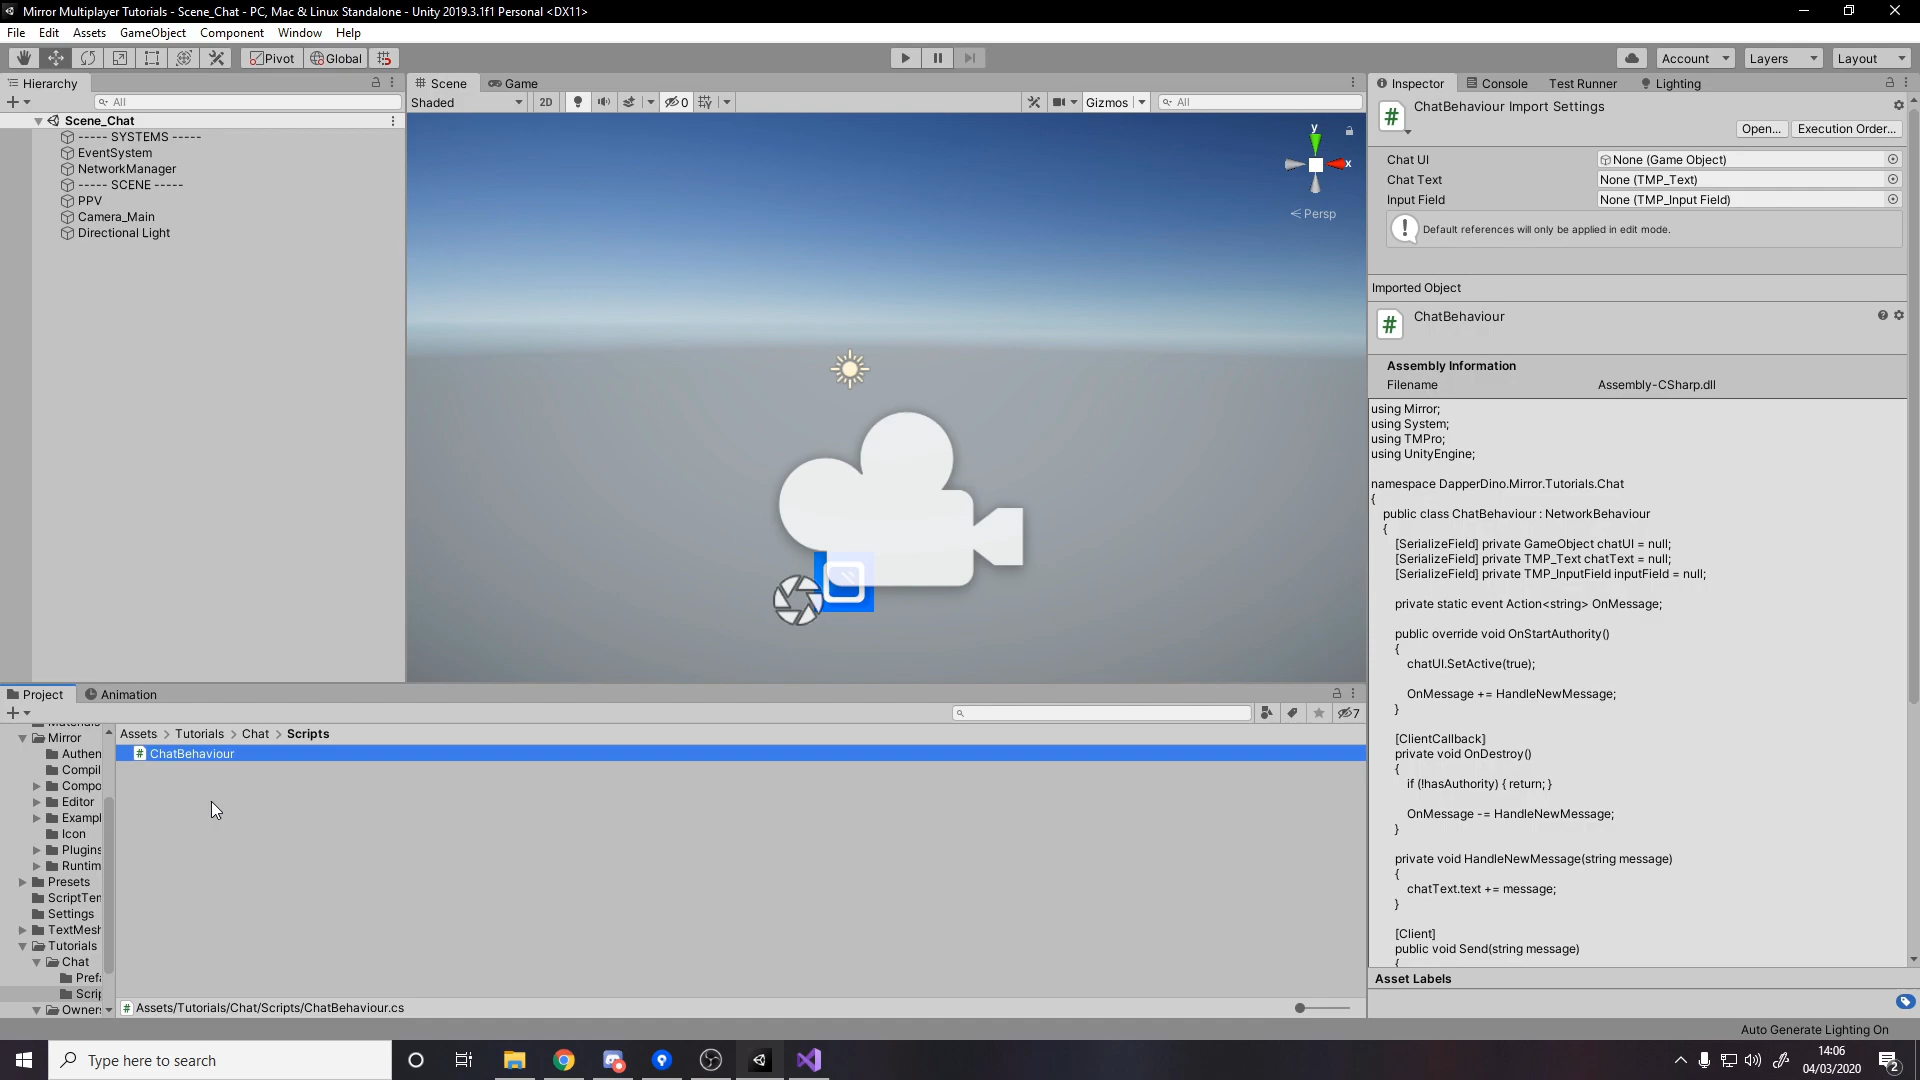 Mirror Multiplayer Tutorials - Scene_Chat - PC, Mac & Linux Standalone - Unity 2019.3.1f1 Personal <DX11>
File Edit Assets GameObject Component Window Help
Pivot Global Account Layers Layout
Hierarchy
All
Scene_Chat
----- SYSTEMS -----
EventSystem
NetworkManager
----- SCENE -----
PPV
Camera_Main
Directional Light
Scene Game
Shaded 2D 0 Gizmos All
y
x
Persp
Inspector Console Test Runner Lighting
ChatBehaviour Import Settings
Open... Execution Order...
Chat UI None (Game Object)
Chat Text None (TMP_Text)
Input Field None (TMP_Input Field)
Default references will only be applied in edit mode.
Imported Object
ChatBehaviour
Assembly Information
Filename Assembly-CSharp.dll
using Mirror;
using System;
using TMPro;
using UnityEngine;
namespace DapperDino.Mirror.Tutorials.Chat
{
public class ChatBehaviour : NetworkBehaviour
{
[SerializeField] private GameObject chatUI = null;
[SerializeField] private TMP_Text chatText = null;
[SerializeField] private TMP_InputField inputField = null;
private static event Action<string> OnMessage;
public override void OnStartAuthority()
{
chatUI.SetActive(true);
OnMessage += HandleNewMessage;
}
[ClientCallback]
private void OnDestroy()
{
if (!hasAuthority) { return; }
OnMessage -= HandleNewMessage;
}
private void HandleNewMessage(string message)
{
chatText.text += message;
}
[Client]
public void Send(string message)
{
Asset Labels
Auto Generate Lighting On
Project Animation
7
Materials
Mirror
Authen
Compil
Compo
Editor
Exampl
Icon
Plugins
Runtim
Presets
ScriptTem
Settings
TextMesh
Tutorials
Chat
Prefa
Scrip
Owners
Assets > Tutorials > Chat > Scripts
# ChatBehaviour
# Assets/Tutorials/Chat/Scripts/ChatBehaviour.cs
Type here to search
14:06
04/03/2020
2